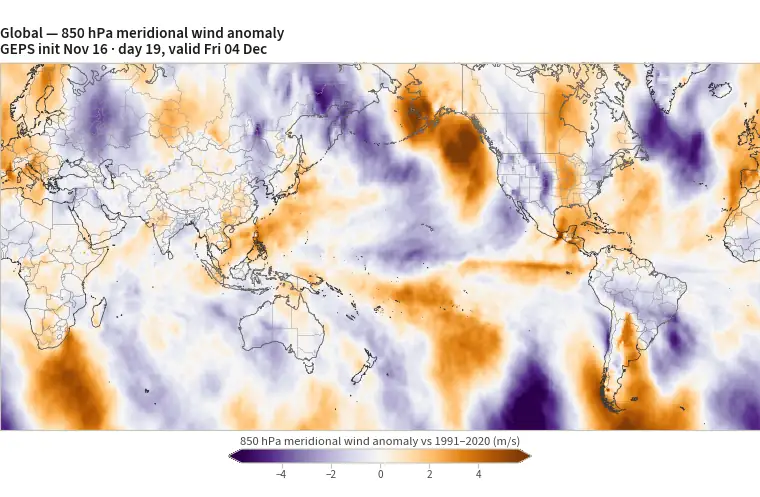 Global — 850 hPa meridional wind anomaly
GEPS init Nov 16 · day 19, valid Fri 04 Dec
850 hPa meridional wind anomaly vs 1991–2020 (m/s)
−4 −2 0 2 4